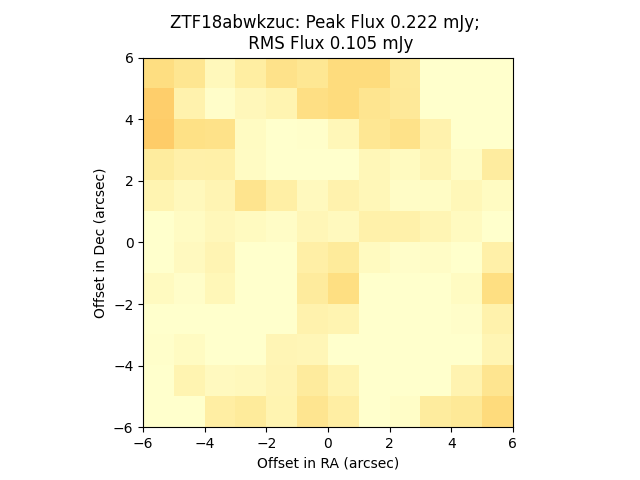 ZTF18abwkzuc: Peak Flux 0.222 mJy;
RMS Flux 0.105 mJy
6
4
2
0
−2
−4
−6
Offset in Dec (arcsec)
−6 −4 −2 0 2 4 6
Offset in RA (arcsec)